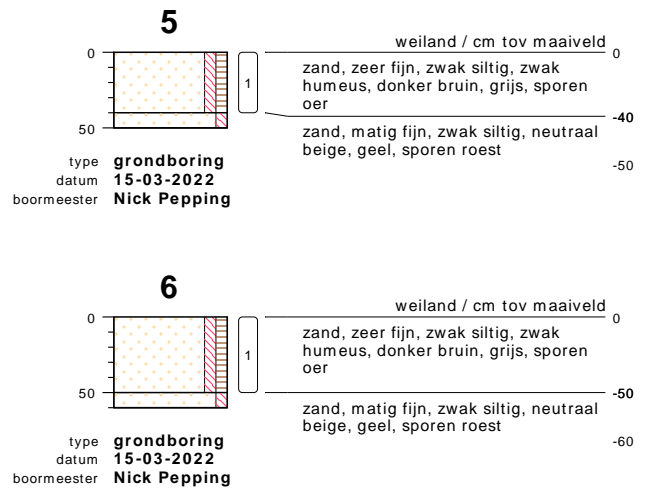 5
weiland / cm tov maaiveld
0
0
zand, zeer fijn, zwak siltig, zwak
humeus, donker bruin, grijs, sporen
oer
1
-40
50
zand, matig fijn, zwak siltig, neutraal
beige, geel, sporen roest
-50
type grondboring
datum 15-03-2022
boormeester Nick Pepping
6
weiland / cm tov maaiveld
0
0
zand, zeer fijn, zwak siltig, zwak
humeus, donker bruin, grijs, sporen
oer
1
50
-50
zand, matig fijn, zwak siltig, neutraal
beige, geel, sporen roest
-60
type grondboring
datum 15-03-2022
boormeester Nick Pepping